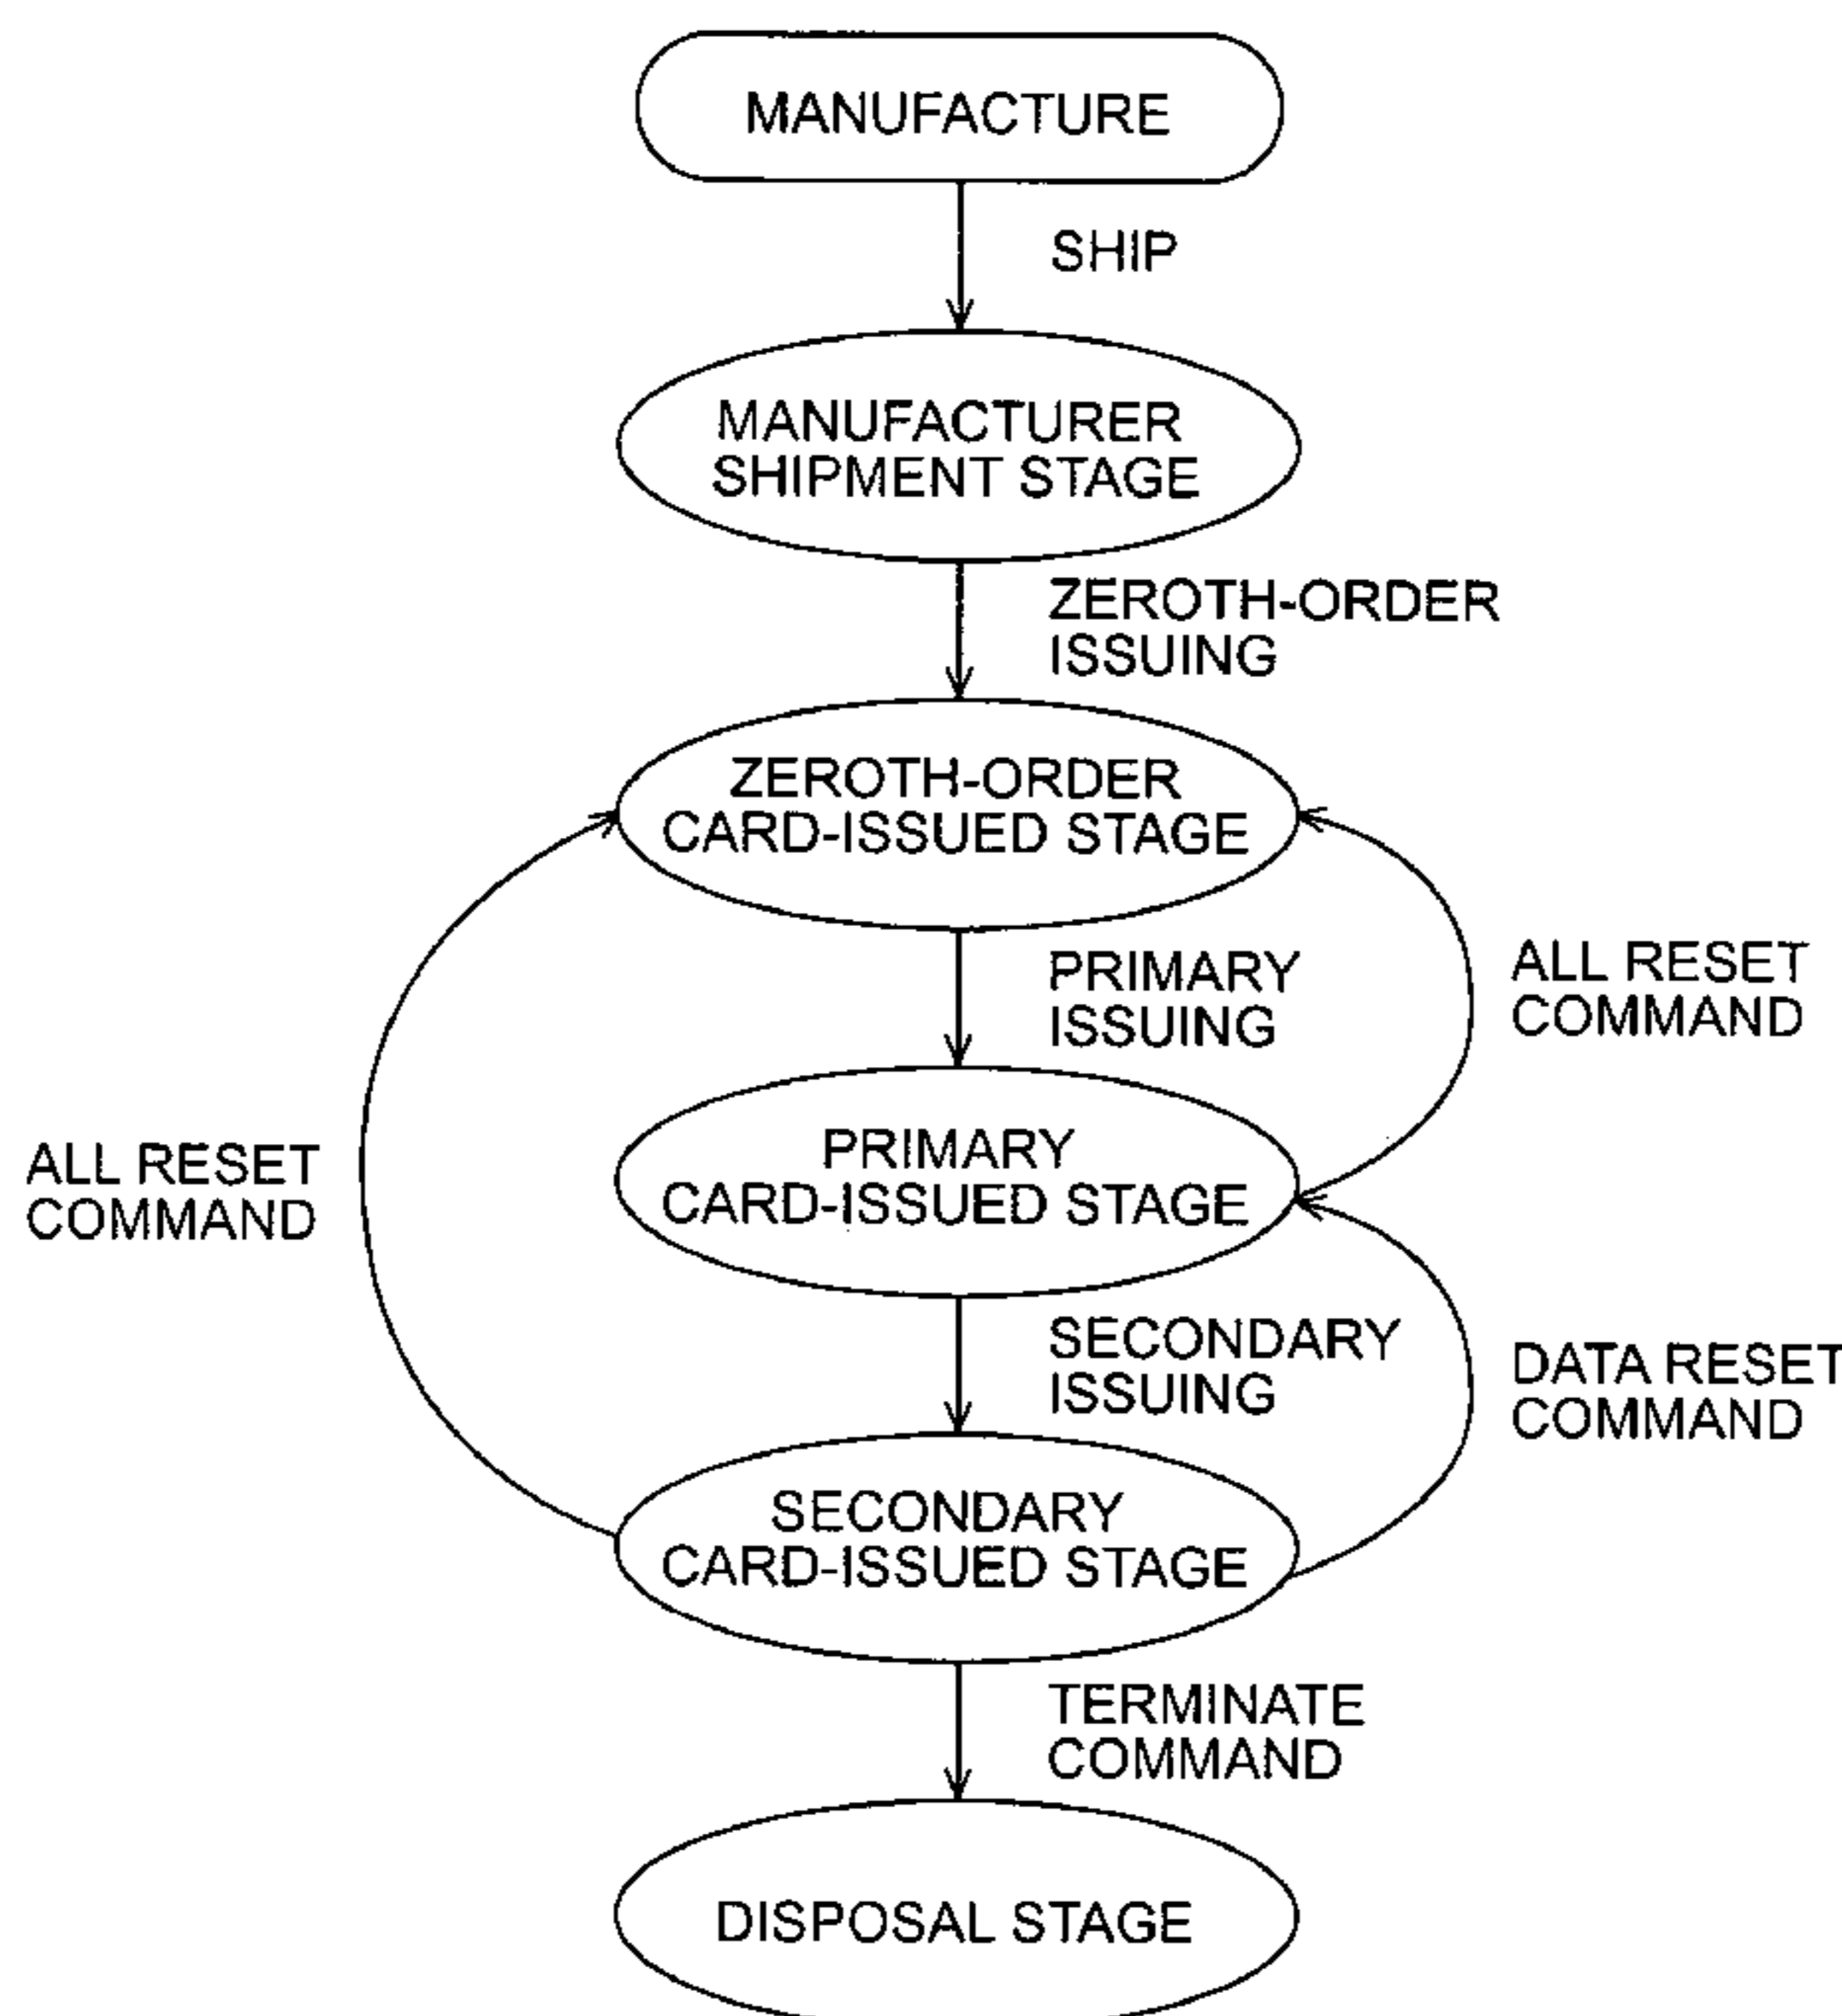 MANUFACTURE
SHIP
MANUFACTURER
SHIPMENT STAGE
ZEROTH-ORDER
ISSUING
ZEROTH-ORDER
CARD-ISSUED STAGE
PRIMARY
ISSUING
ALL RESET
COMMAND
PRIMARY
CARD-ISSUED STAGE
ALL RESET
COMMAND
SECONDARY
ISSUING
DATA RESET
COMMAND
SECONDARY
CARD-ISSUED STAGE
TERMINATE
COMMAND
DISPOSAL STAGE